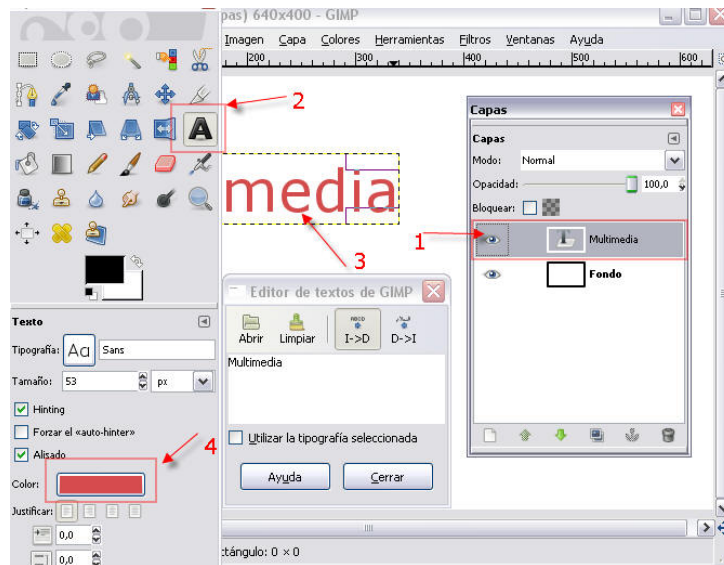 pas) 640x400 - GIMP
Imagen Capa Colores Herramientas Filtros Ventanas Ayuda
200 300 400 500 600
2
A
media
3
1
Capas
Capas
Modo: Normal
Opacidad: 100,0
Bloquear:
Multimedia
Fondo
Editor de textos de GIMP
Abrir Limpiar I->D D->I
Multimedia
Utilizar la tipografía seleccionada
Ayuda Cerrar
Texto
Tipografía: Aa Sans
Tamaño: 53 px
Hinting
Forzar el «auto-hinter»
Alisado
4
Color:
Justificar:
0,0
0,0
ctángulo: 0 × 0